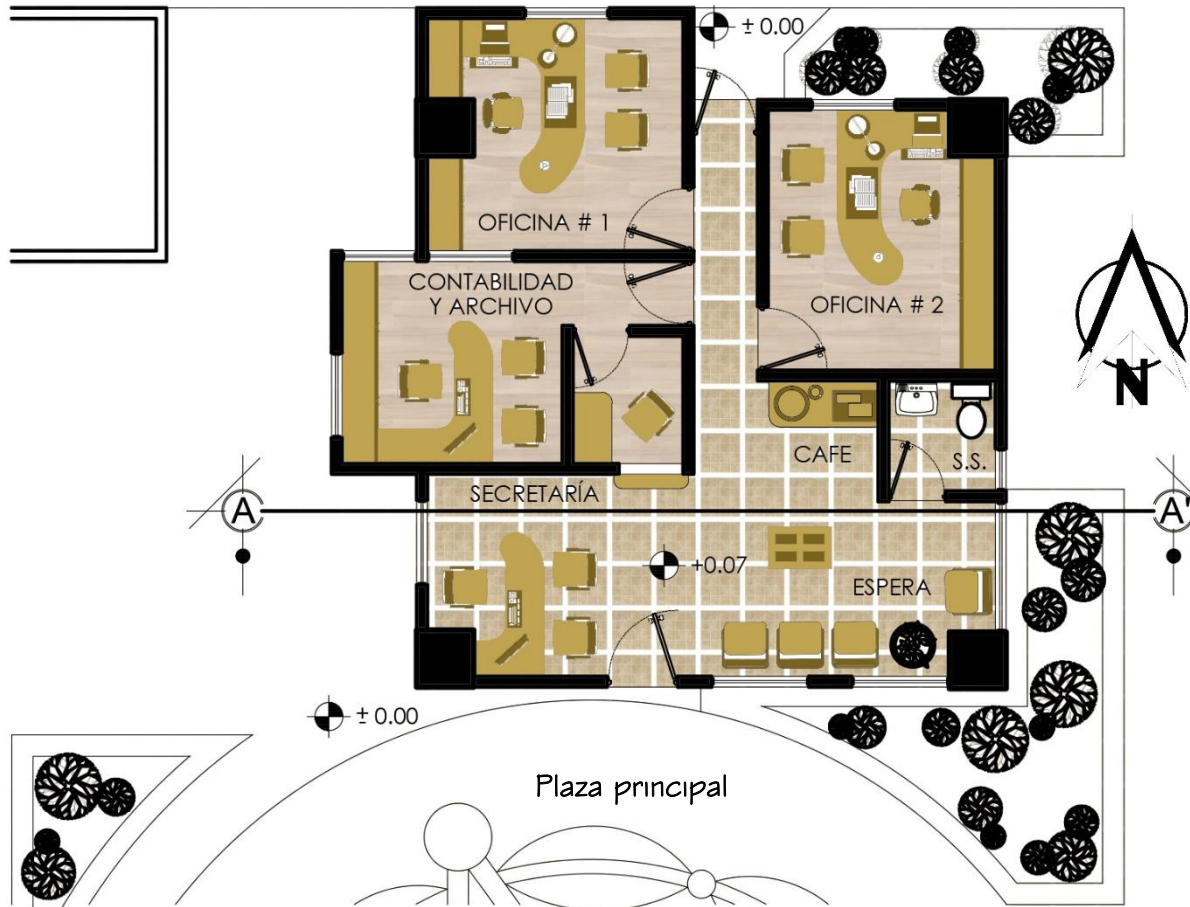 ± 0.00
OFICINA # 1
CONTABILIDAD
Y ARCHIVO
OFICINA # 2
N
CAFE
S.S.
SECRETARÍA
A
A'
+0.07
ESPERA
± 0.00
Plaza principal